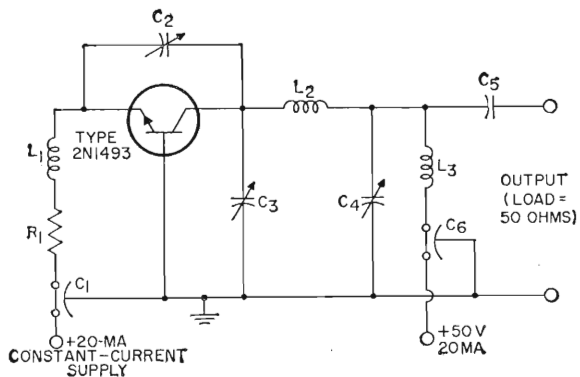 C2
L2
C5
TYPE
2N1493
L1
L3
OUTPUT
(LOAD=
50 OHMS)
C3
C4
C6
R1
C1
+20-MA
CONSTANT-CURRENT
SUPPLY
+50V
20MA